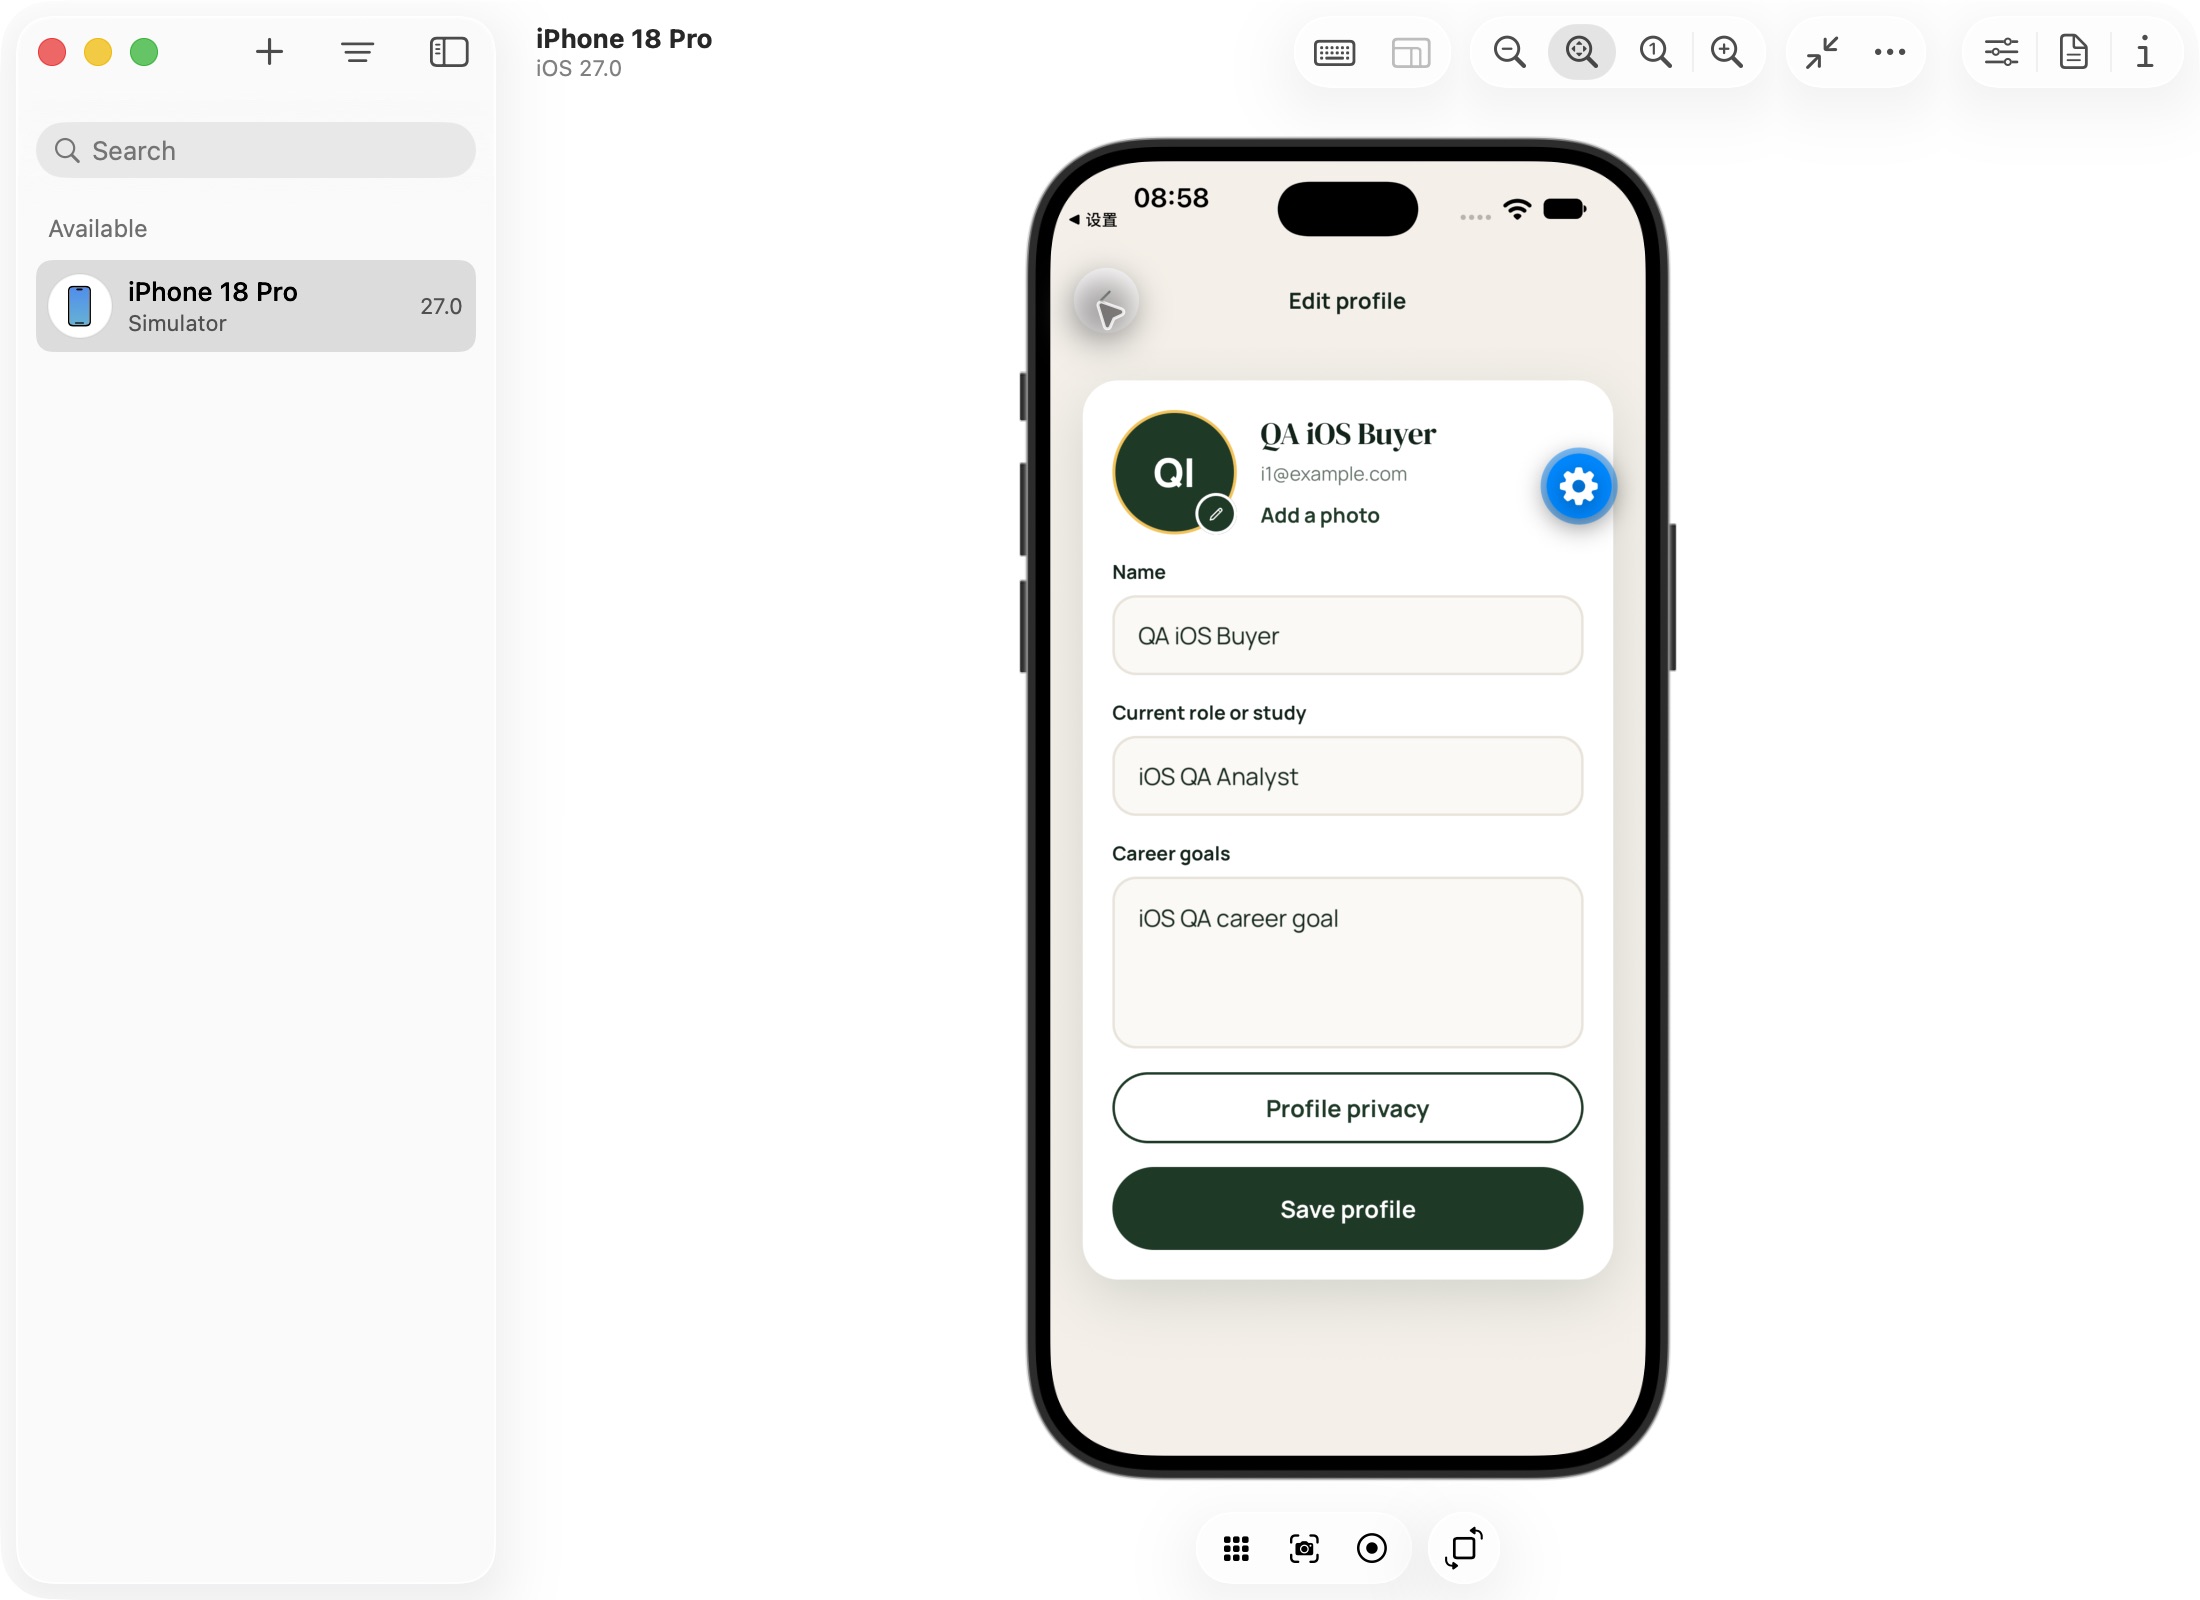 iPhone 18 Pro
iOS 27.0
Search
Available
iPhone 18 Pro
Simulator
27.0
08:58
◀ 设置
Edit profile
QI
QA iOS Buyer
i1@example.com
Add a photo
Name
QA iOS Buyer
Current role or study
iOS QA Analyst
Career goals
iOS QA career goal
Profile privacy
Save profile